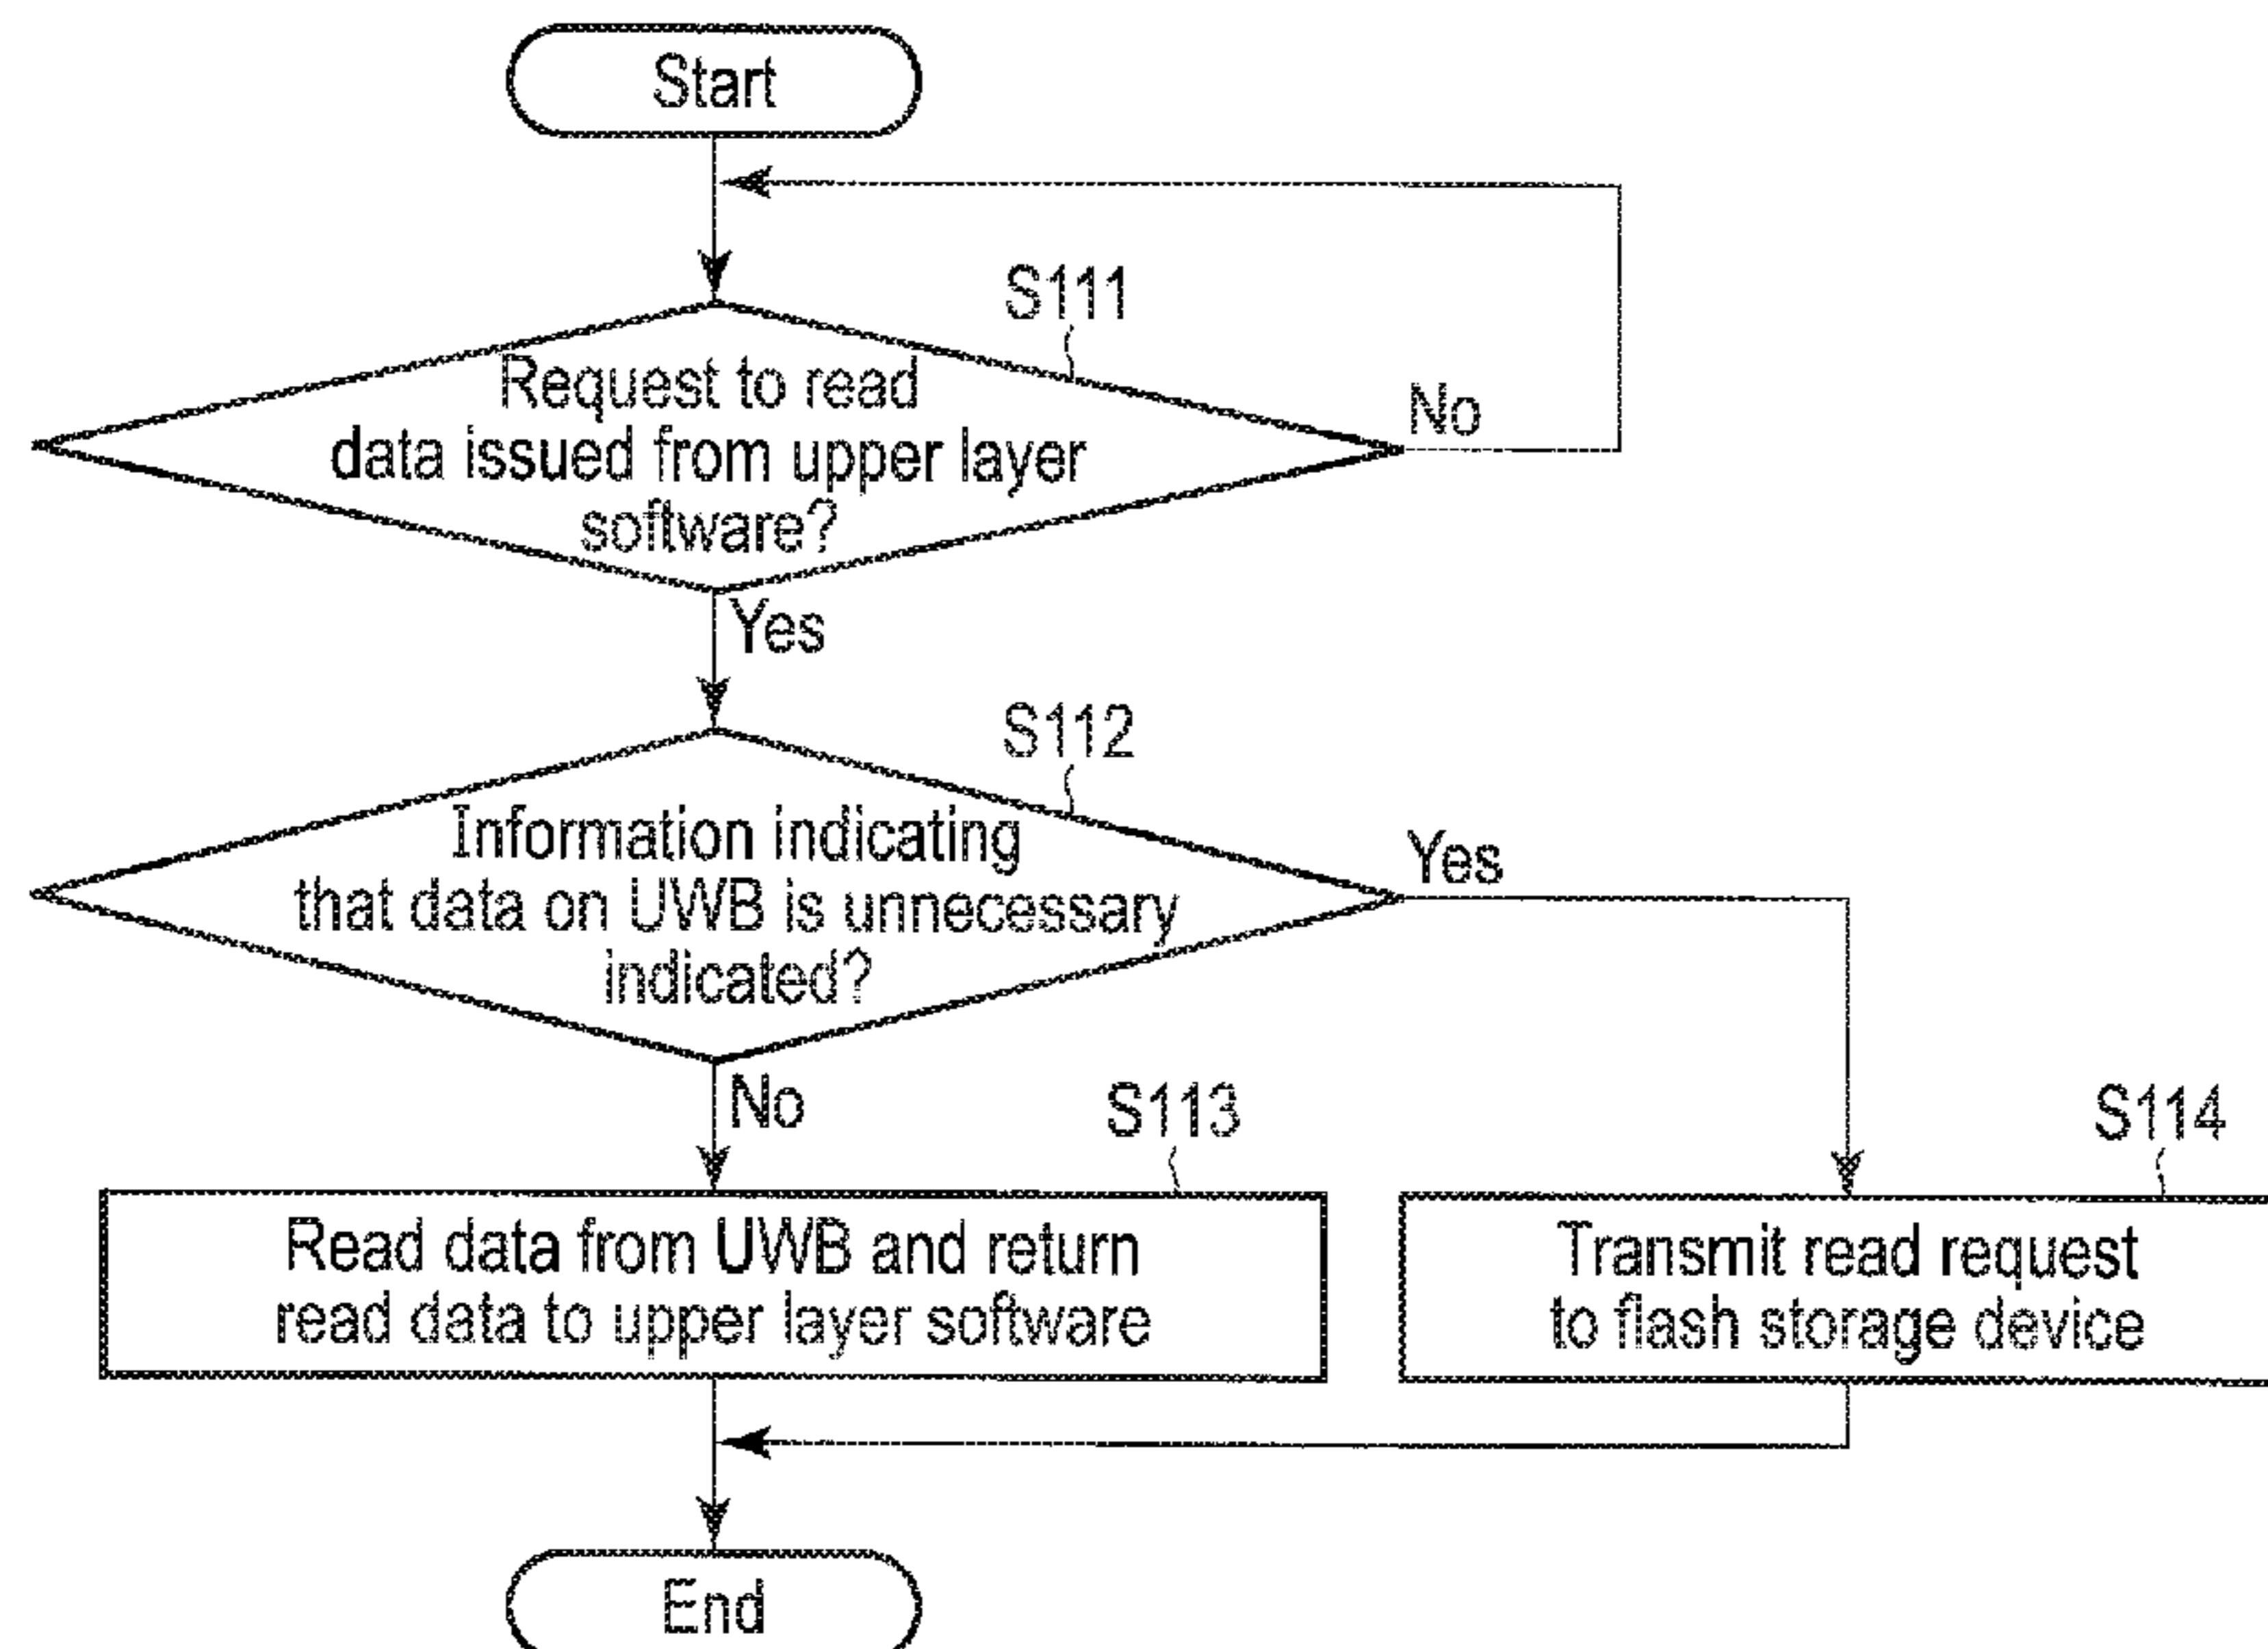 Start
S111
Request to read
data issued from upper layer
software?
No
Yes
S112
Information indicating
that data on UWB is unnecessary
indicated?
Yes
No
S113
S114
Read data from UWB and return
read data to upper layer software
Transmit read request
to flash storage device
End